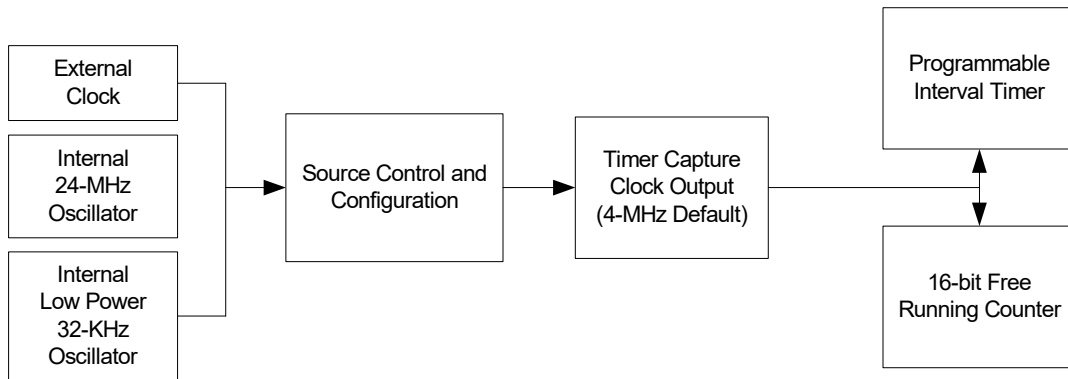 External
Clock
Internal
24-MHz
Oscillator
Internal
Low Power
32-KHz
Oscillator
Source Control and
Configuration
Timer Capture
Clock Output
(4-MHz Default)
Programmable
Interval Timer
16-bit Free
Running Counter